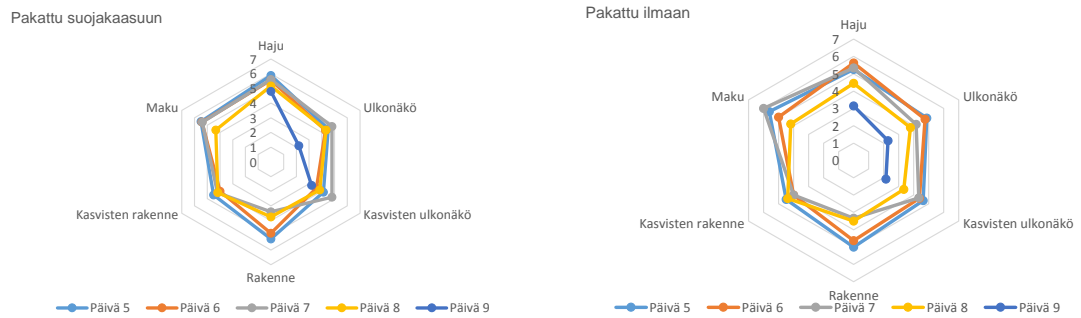 Pakattu suojakaasuun
Haju
7
6
5
4
3
2
1
0
Ulkonäkö
Kasvisten ulkonäkö
Rakenne
Kasvisten rakenne
Maku
Päivä 5
Päivä 6
Päivä 7
Päivä 8
Päivä 9
Pakattu ilmaan
Haju
7
6
5
4
3
2
1
0
Ulkonäkö
Kasvisten ulkonäkö
Rakenne
Kasvisten rakenne
Maku
Päivä 5
Päivä 6
Päivä 7
Päivä 8
Päivä 9